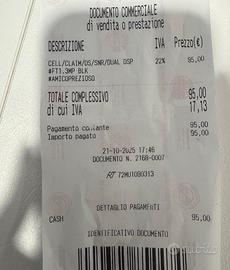 DOCUMENTO COMMERCIALE
di vendita o prestazione
DESCRIZIONE IVA Prezzo(€)
CELL/CLAIM/DS/SNR/DUAL DSP 22% 95,00
#FT1.3MP BLK
#AMICOPREZIOSO
TOTALE COMPLESSIVO 95,00
di cui IVA 17,13
Pagamento contante 95,00
Importo pagato 95,00
21-10-2025 17:46
DOCUMENTO N. 2168-0007
RT 72MU1080313
DETTAGLIO PAGAMENTI
CASH 95,00
IDENTIFICATIVO DOCUMENTO
subito